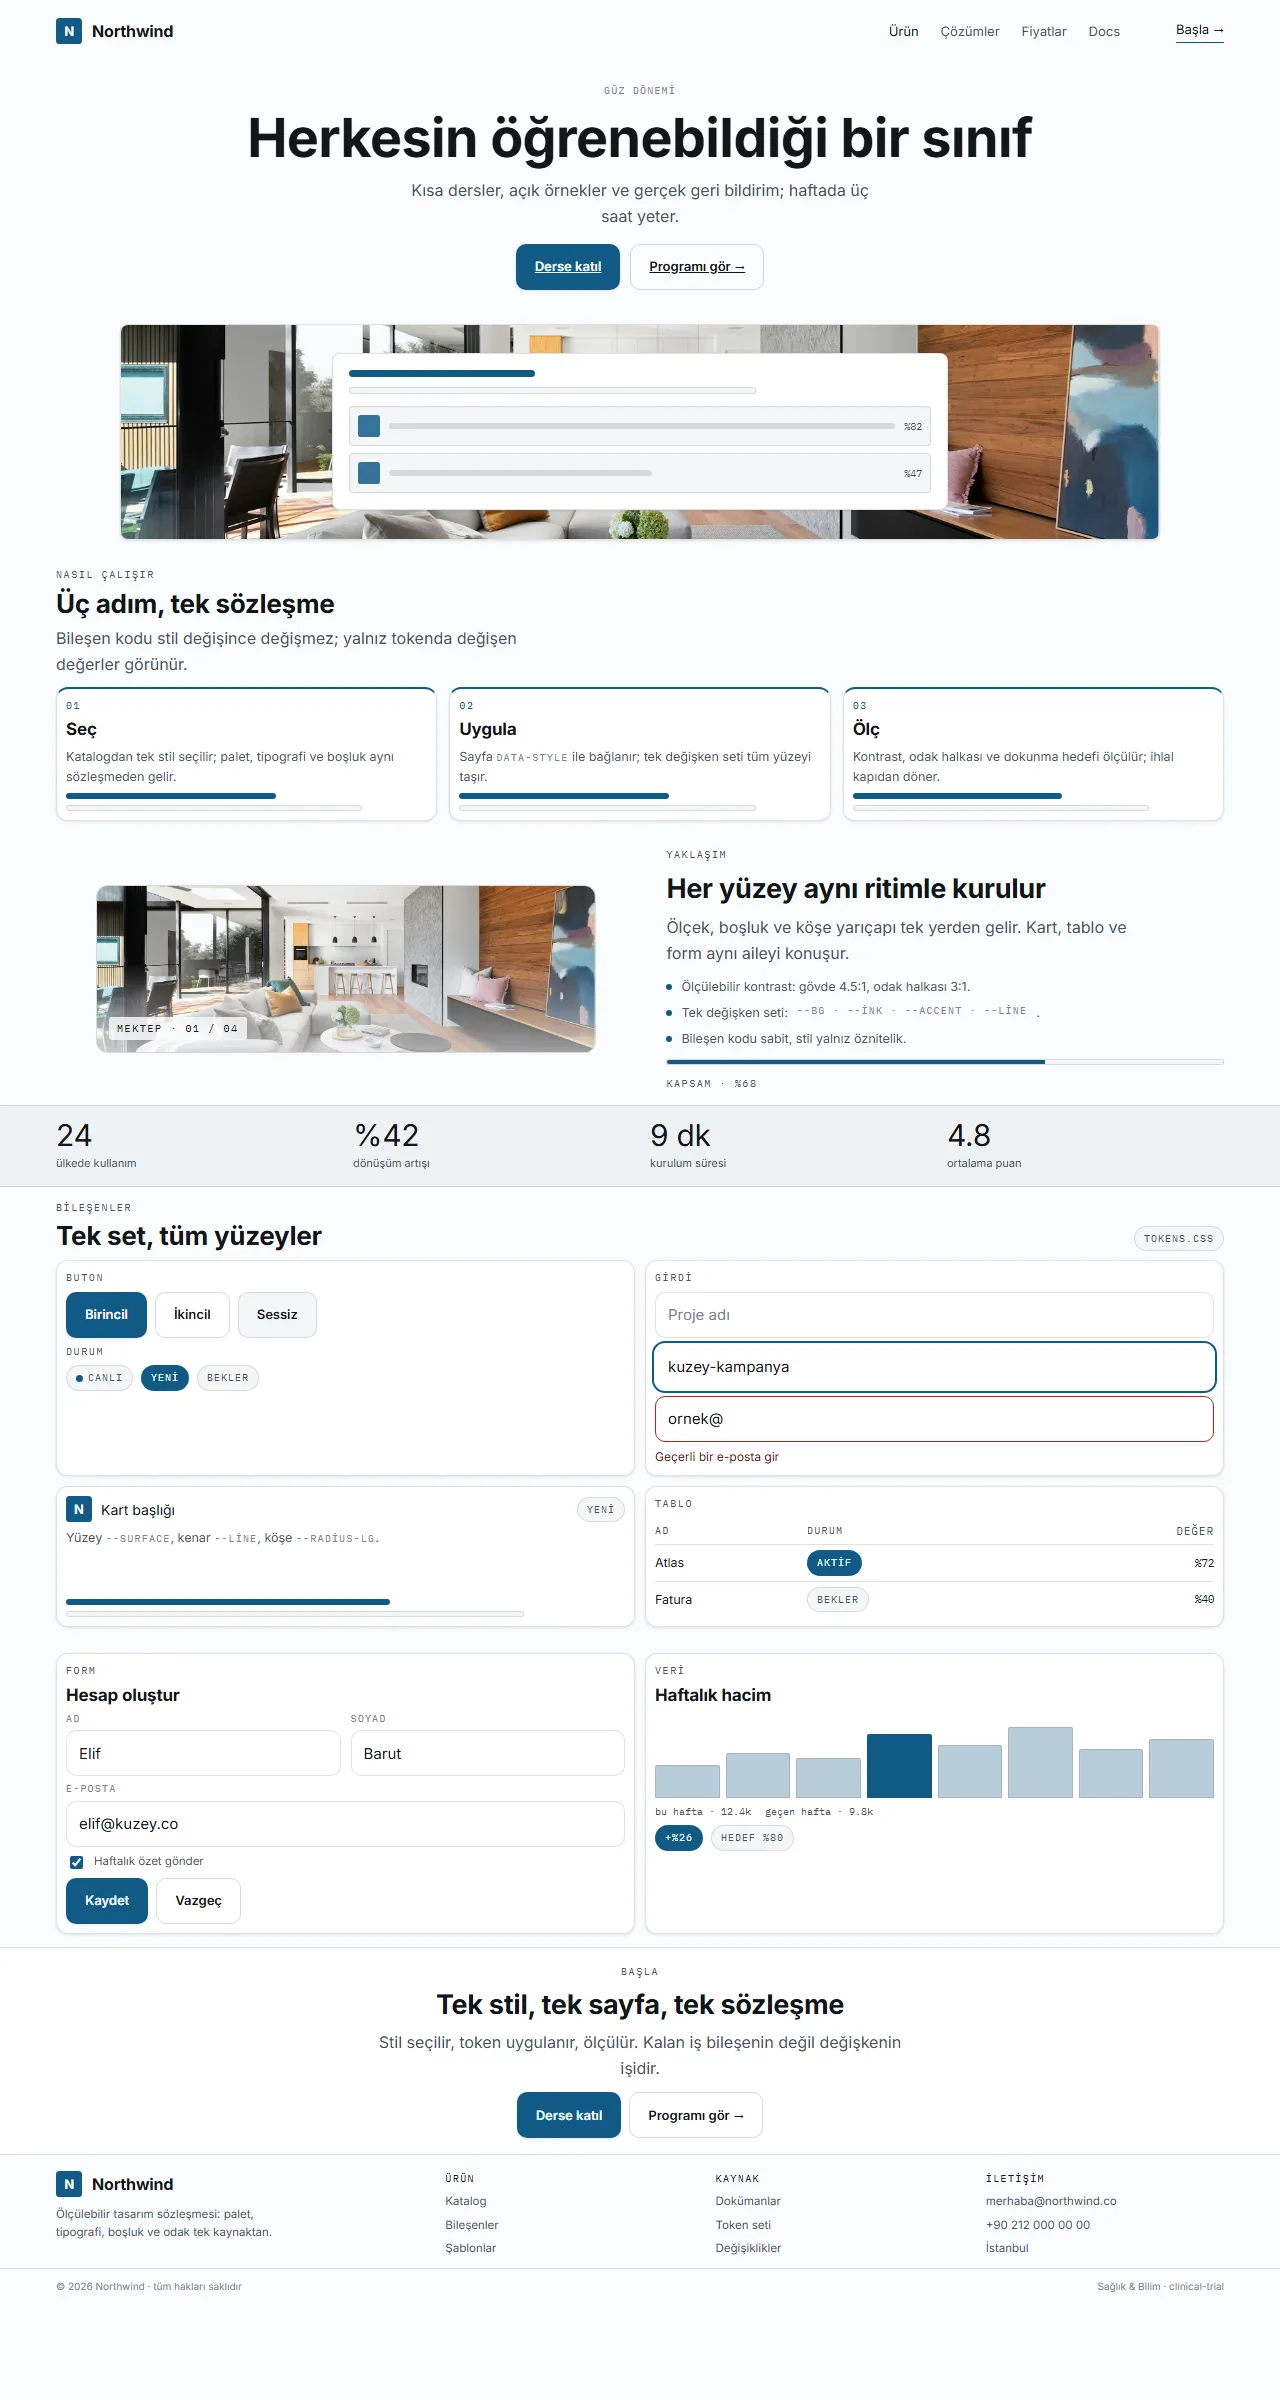 N Northwind
Ürün Çözümler Fiyatlar Docs Başla →
GÜZ DÖNEMİ
Herkesin öğrenebildiği bir sınıf
Kısa dersler, açık örnekler ve gerçek geri bildirim; haftada üç
saat yeter.
Derse katıl Programı gör →
%82
%47
NASIL ÇALIŞIR
Üç adım, tek sözleşme
Bileşen kodu stil değişince değişmez; yalnız tokenda değişen
değerler görünür.
01
Seç
Katalogdan tek stil seçilir; palet, tipografi ve boşluk aynı
sözleşmeden gelir.
02
Uygula
Sayfa DATA-STYLE ile bağlanır; tek değişken seti tüm yüzeyi
taşır.
03
Ölç
Kontrast, odak halkası ve dokunma hedefi ölçülür; ihlal
kapıdan döner.
MEKTEP · 01 / 04
YAKLAŞIM
Her yüzey aynı ritimle kurulur
Ölçek, boşluk ve köşe yarıçapı tek yerden gelir. Kart, tablo ve
form aynı aileyi konuşur.
Ölçülebilir kontrast: gövde 4.5:1, odak halkası 3:1.
Tek değişken seti: --BG · --İNK · --ACCENT · --LİNE .
Bileşen kodu sabit, stil yalnız öznitelik.
KAPSAM · %68
24
ülkede kullanım
%42
dönüşüm artışı
9 dk
kurulum süresi
4.8
ortalama puan
BİLEŞENLER
Tek set, tüm yüzeyler
TOKENS.CSS
BUTON
Birincil İkincil Sessiz
DURUM
CANLI YENİ BEKLER
GİRDİ
Proje adı
kuzey-kampanya
ornek@
Geçerli bir e-posta gir
N Kart başlığı YENİ
Yüzey --SURFACE, kenar --LİNE, köşe --RADİUS-LG.
TABLO
AD DURUM DEĞER
Atlas AKTİF %72
Fatura BEKLER %40
FORM
Hesap oluştur
AD SOYAD
Elif Barut
E-POSTA
elif@kuzey.co
Haftalık özet gönder
Kaydet Vazgeç
VERİ
Haftalık hacim
bu hafta · 12.4k geçen hafta · 9.8k
+%26 HEDEF %80
BAŞLA
Tek stil, tek sayfa, tek sözleşme
Stil seçilir, token uygulanır, ölçülür. Kalan iş bileşenin değil değişkenin
işidir.
Derse katıl Programı gör →
N Northwind
Ölçülebilir tasarım sözleşmesi: palet,
tipografi, boşluk ve odak tek kaynaktan.
ÜRÜN
Katalog
Bileşenler
Şablonlar
KAYNAK
Dokümanlar
Token seti
Değişiklikler
İLETİŞİM
merhaba@northwind.co
+90 212 000 00 00
İstanbul
© 2026 Northwind · tüm hakları saklıdır
Sağlık & Bilim · clinical-trial